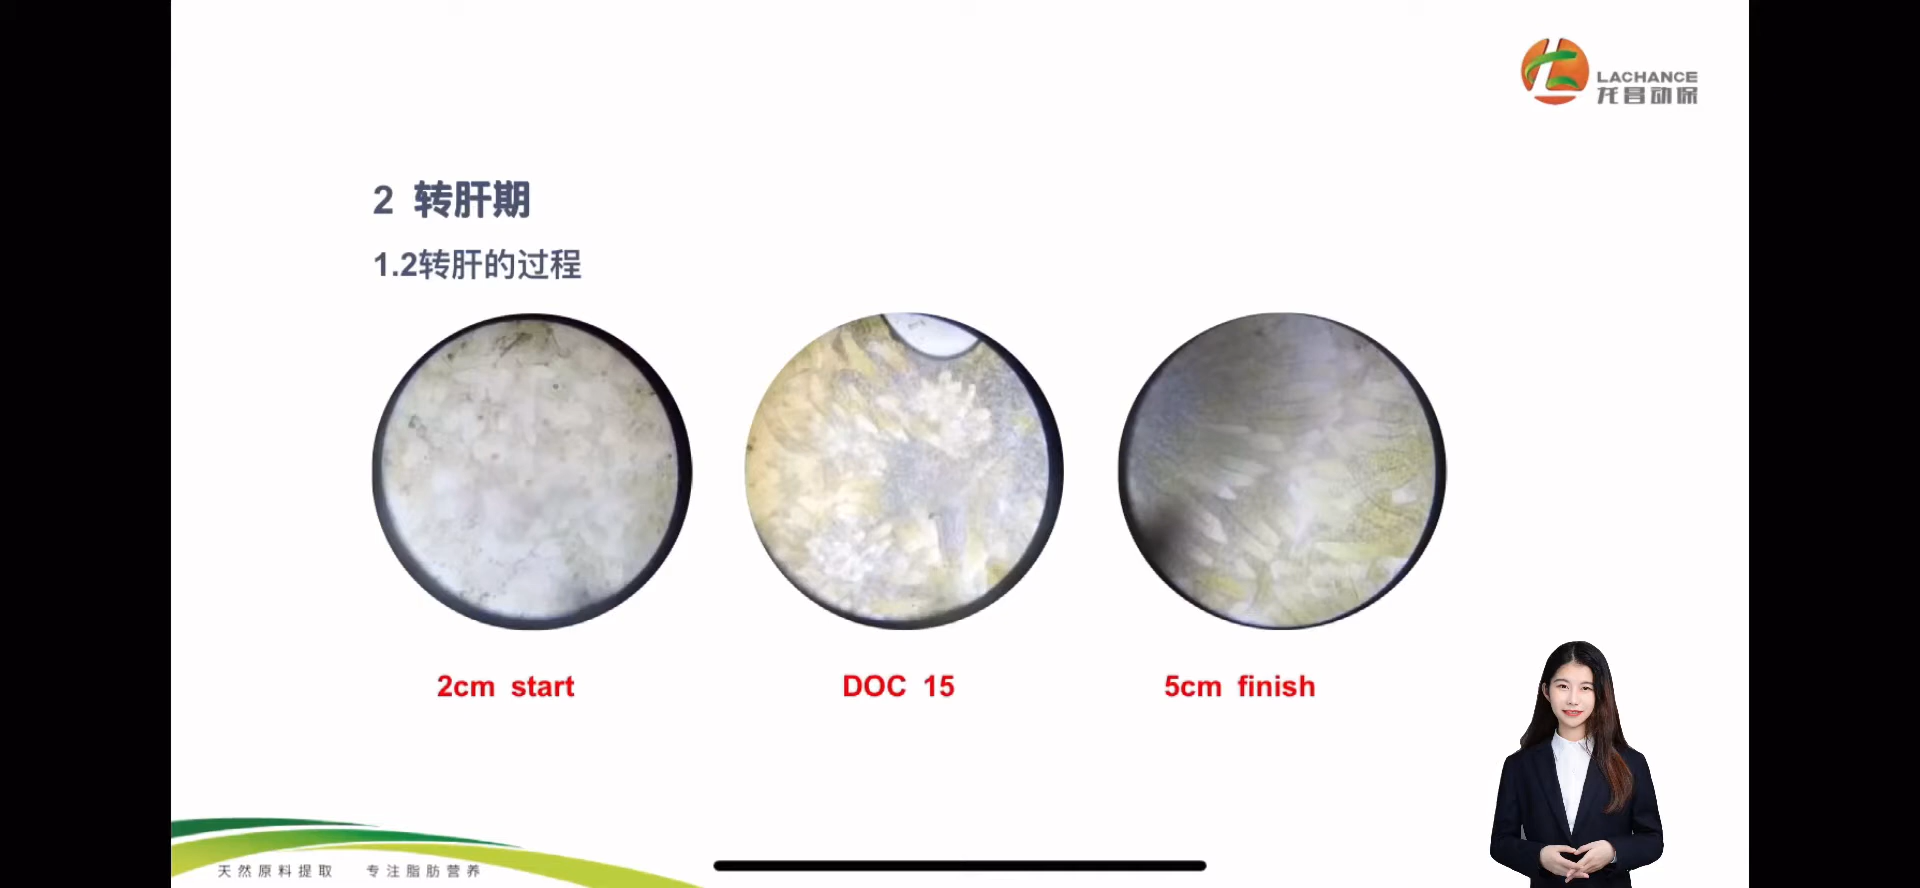 LACHANCE
龙昌动保
2 转肝期
1.2转肝的过程
2cm start
DOC 15
5cm finish
天然原料提取 专注脂肪营养